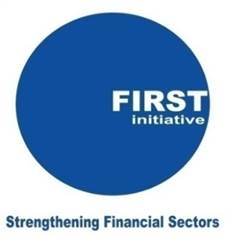 FIRST
initiative
Strengthening Financial Sectors